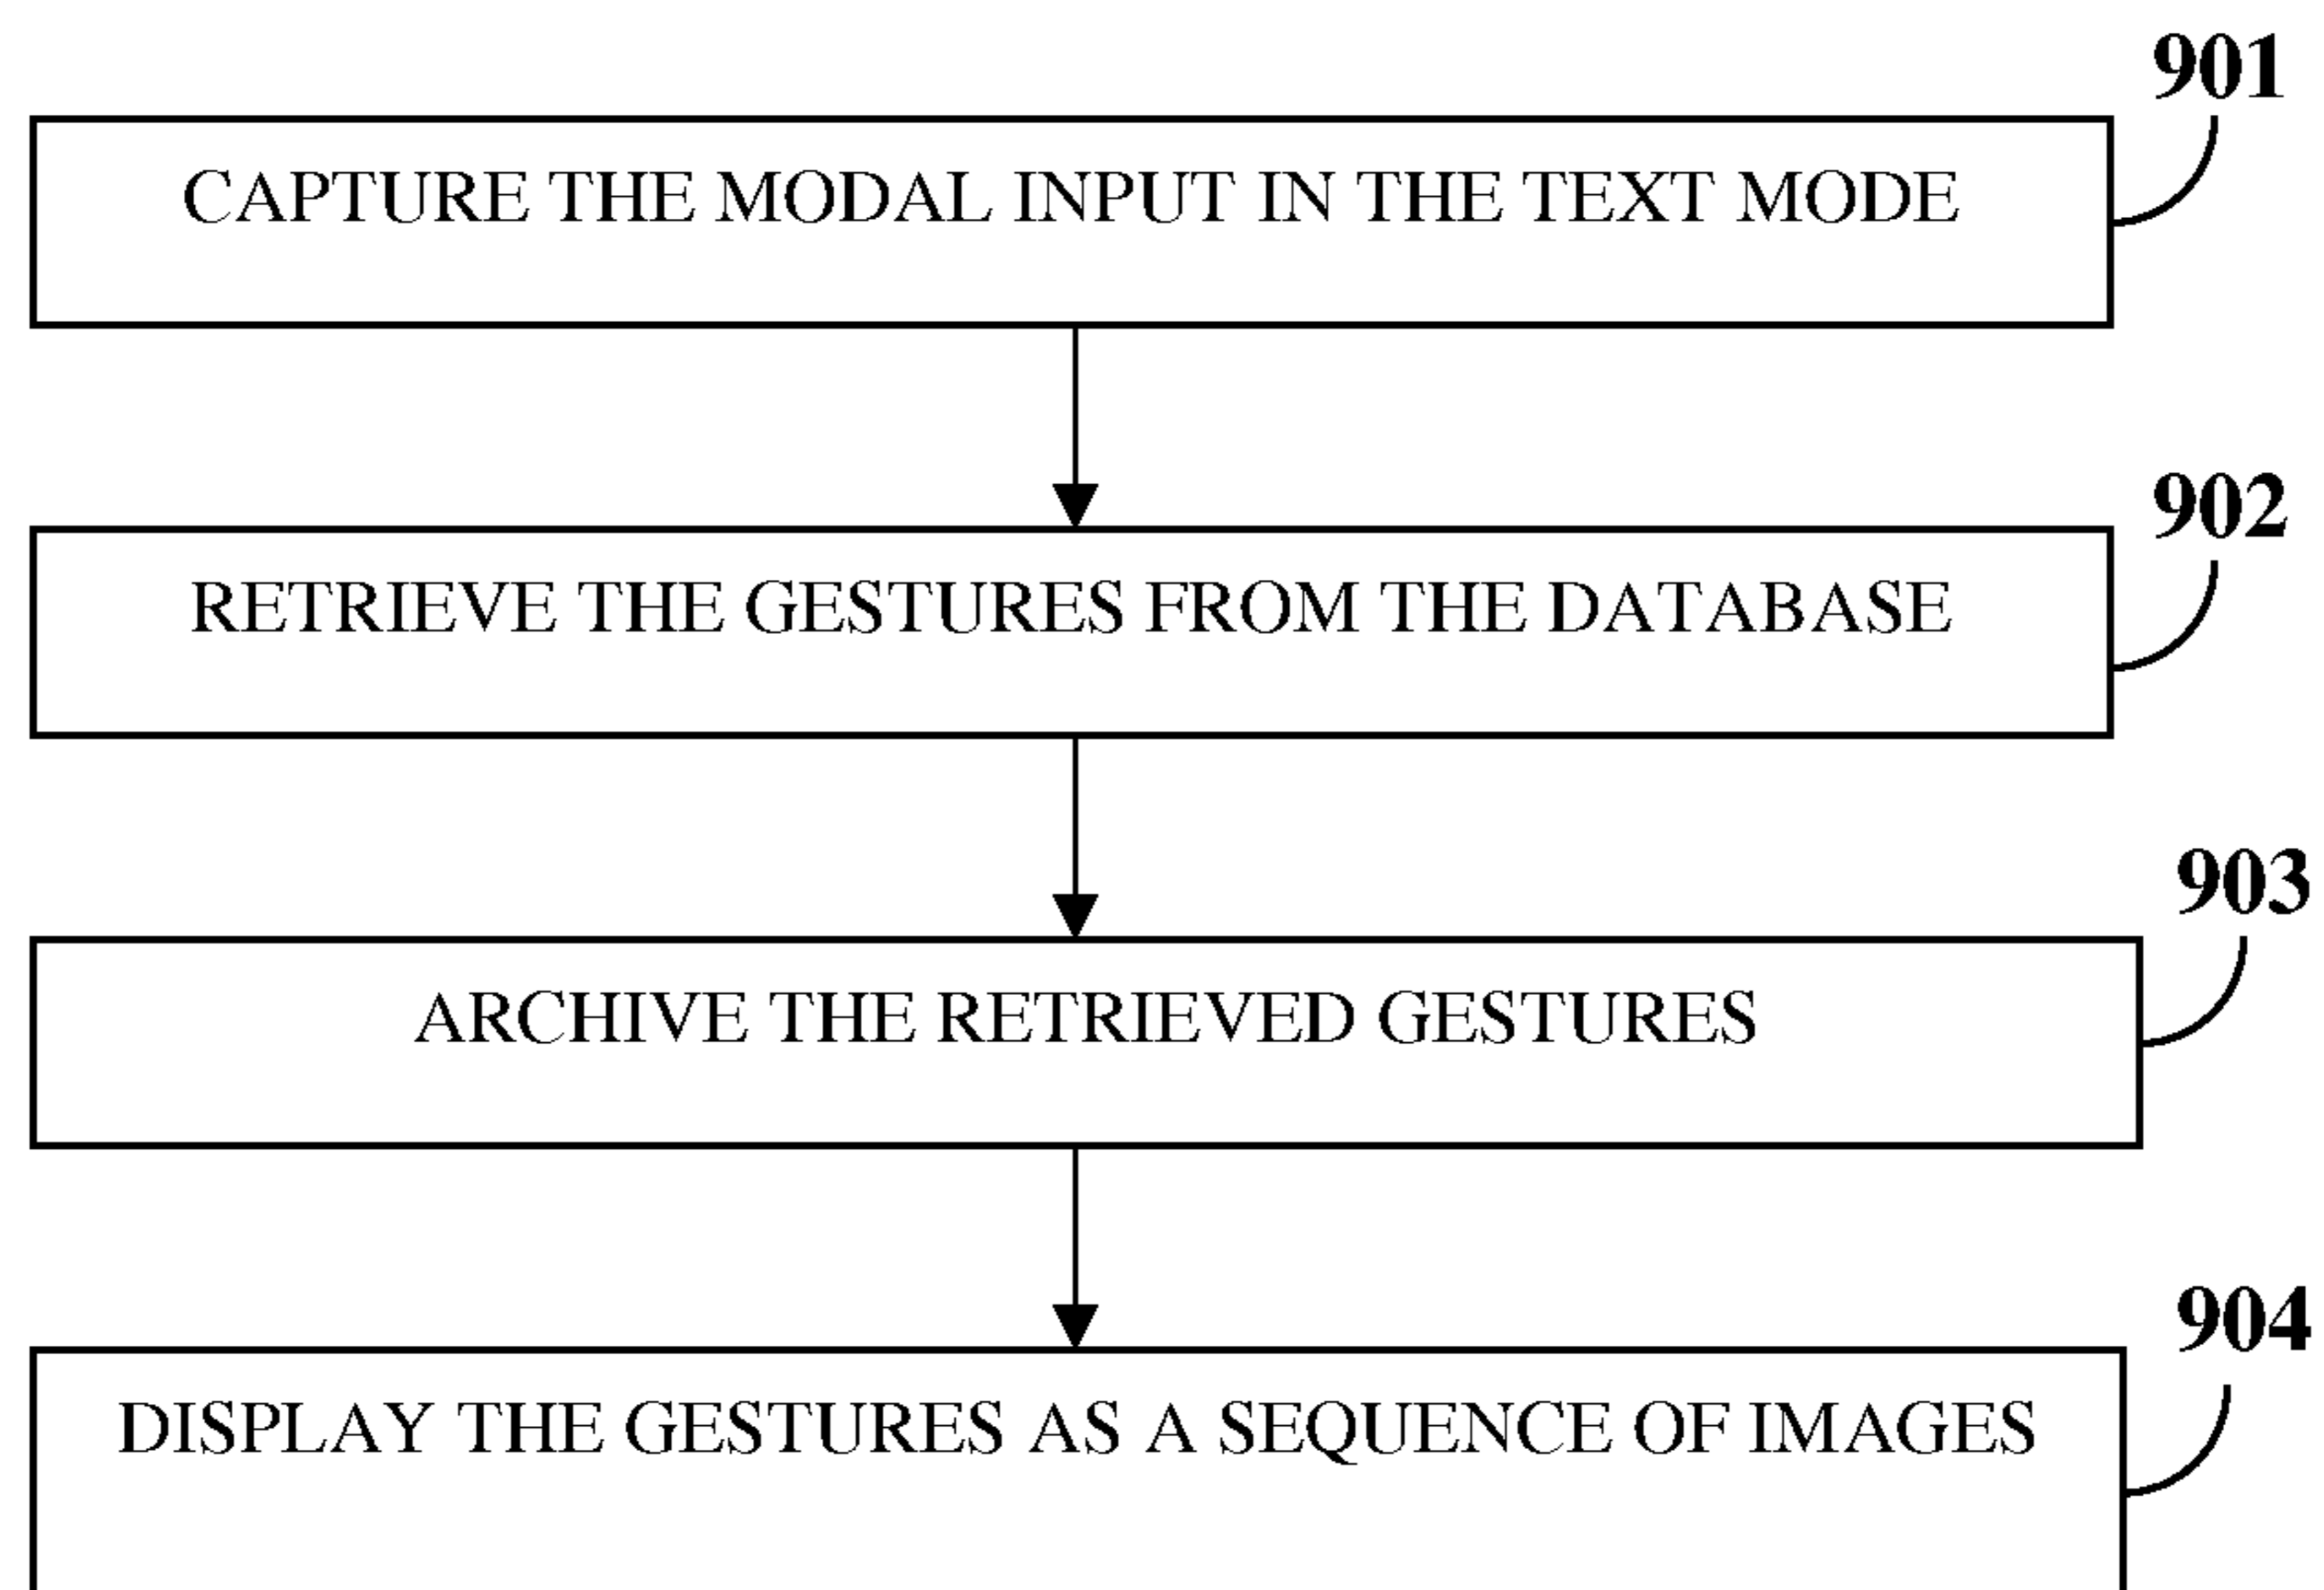 901
CAPTURE THE MODAL INPUT IN THE TEXT MODE
902
RETRIEVE THE GESTURES FROM THE DATABASE
903
ARCHIVE THE RETRIEVED GESTURES
904
DISPLAY THE GESTURES AS A SEQUENCE OF IMAGES